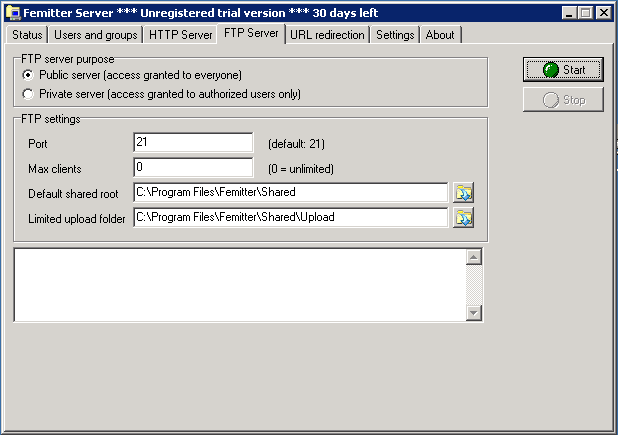 Femitter Server *** Unregistered trial version *** 30 days left
Status Users and groups HTTP Server FTP Server URL redirection Settings About
FTP server purpose
Public server (access granted to everyone)
Private server (access granted to authorized users only)
Start
Stop
FTP settings
Port 21 (default: 21)
Max clients 0 (0 = unlimited)
Default shared root C:\Program Files\Femitter\Shared
Limited upload folder C:\Program Files\Femitter\Shared\Upload